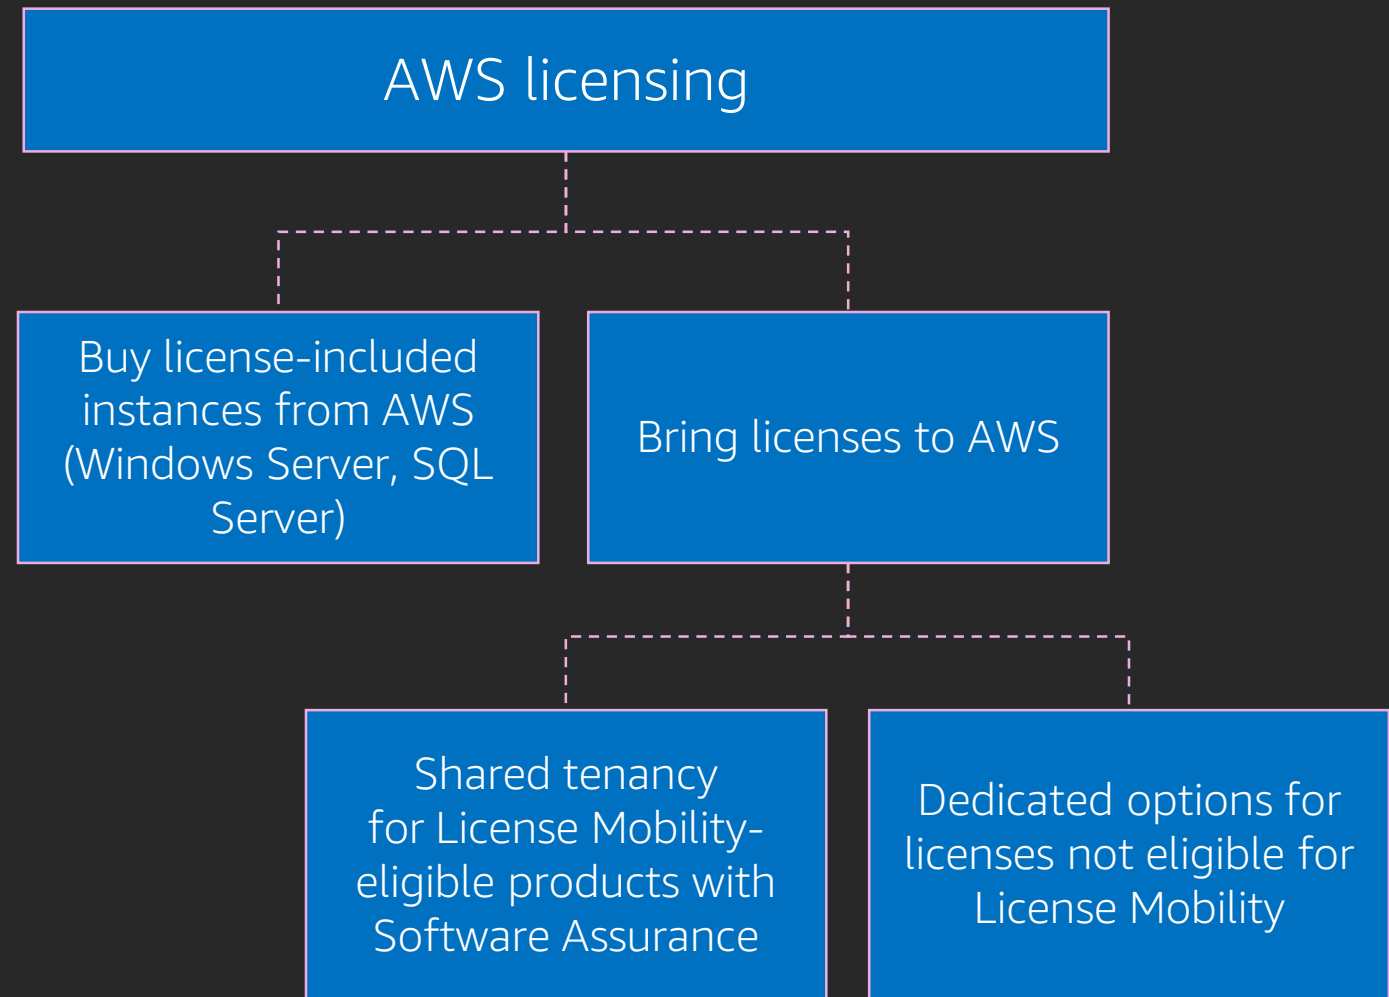 AWS licensing
Buy license-included
instances from AWS
(Windows Server, SQL
Server)
Bring licenses to AWS
Shared tenancy
for License Mobility-
eligible products with
Software Assurance
Dedicated options for
licenses not eligible for
License Mobility